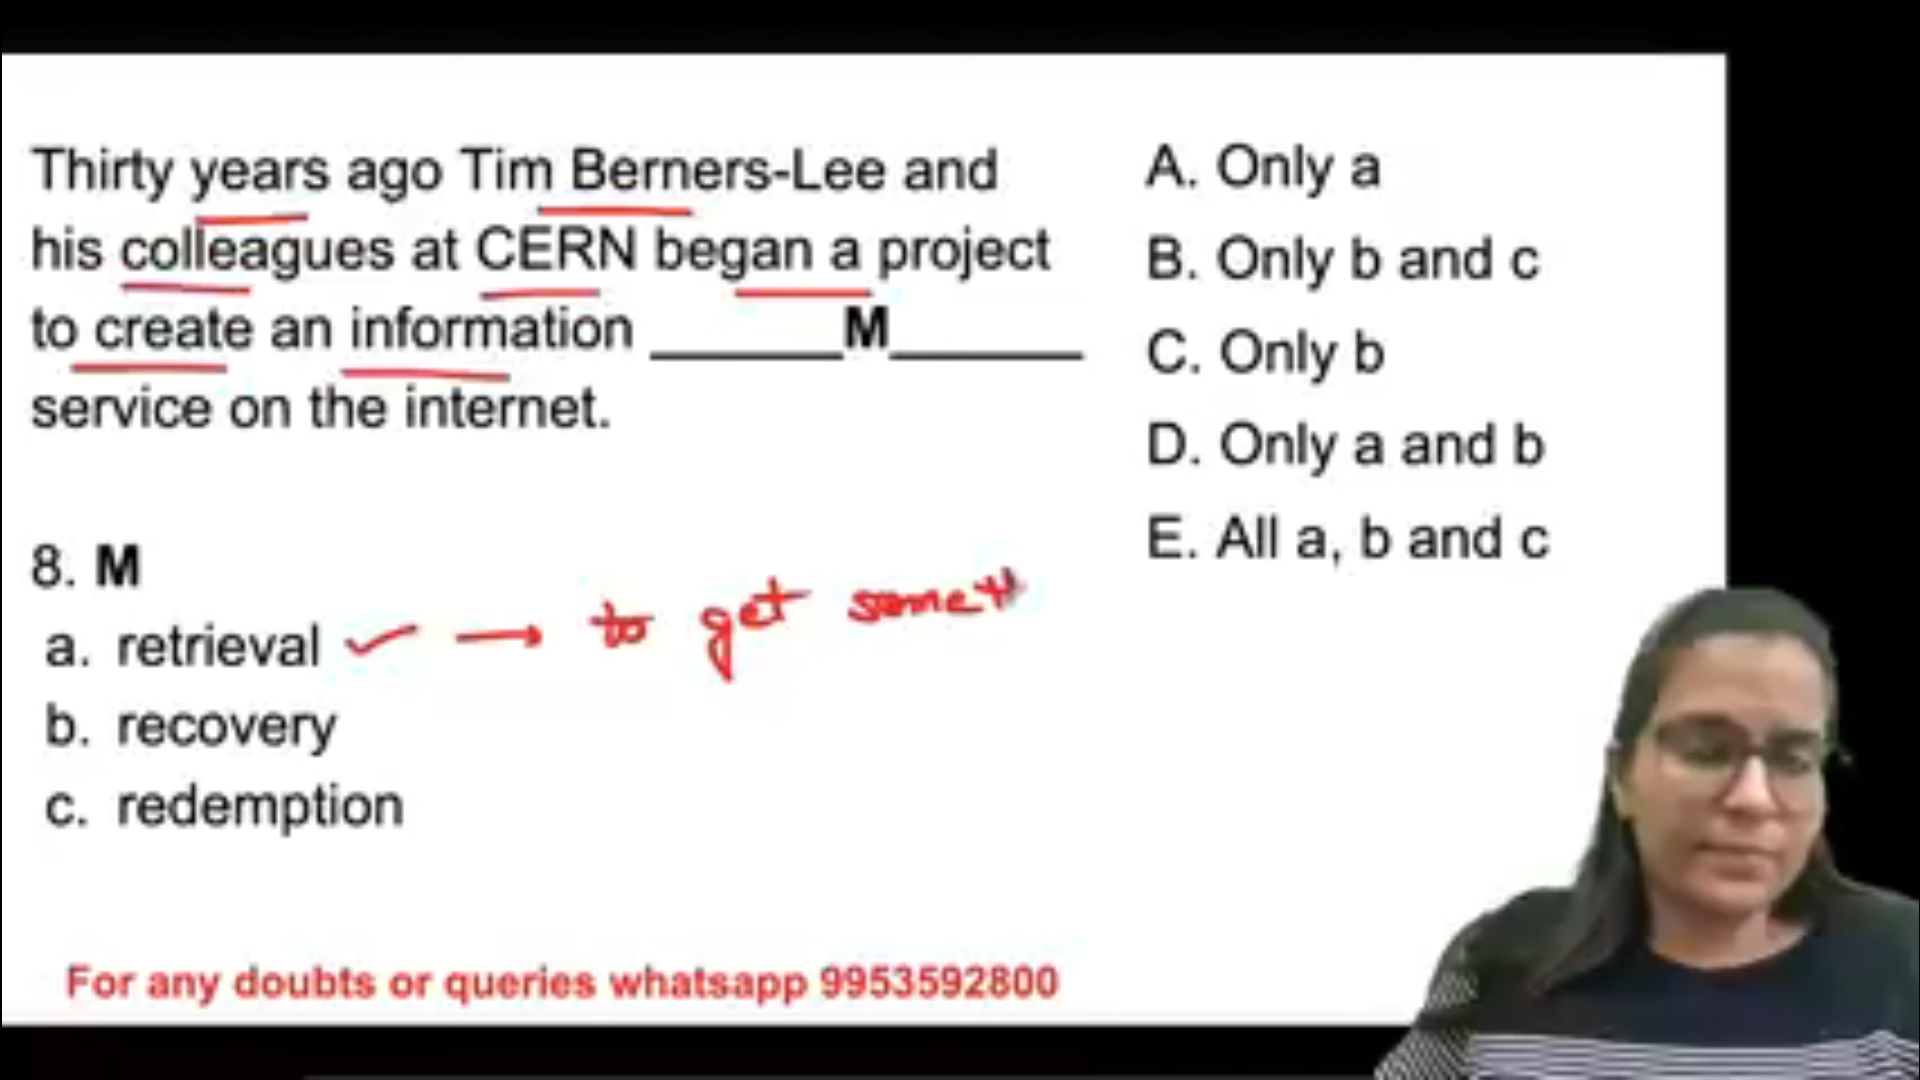 Thirty years ago Tim Berners-Lee and
his colleagues at CERN began a project
to create an information ______M______
service on the internet.
8. M
a. retrieval ✓ → to get
b. recovery
c. redemption
A. Only a
B. Only b and c
C. Only b
D. Only a and b
E. All a, b and c
For any doubts or queries whatsapp 9953592800